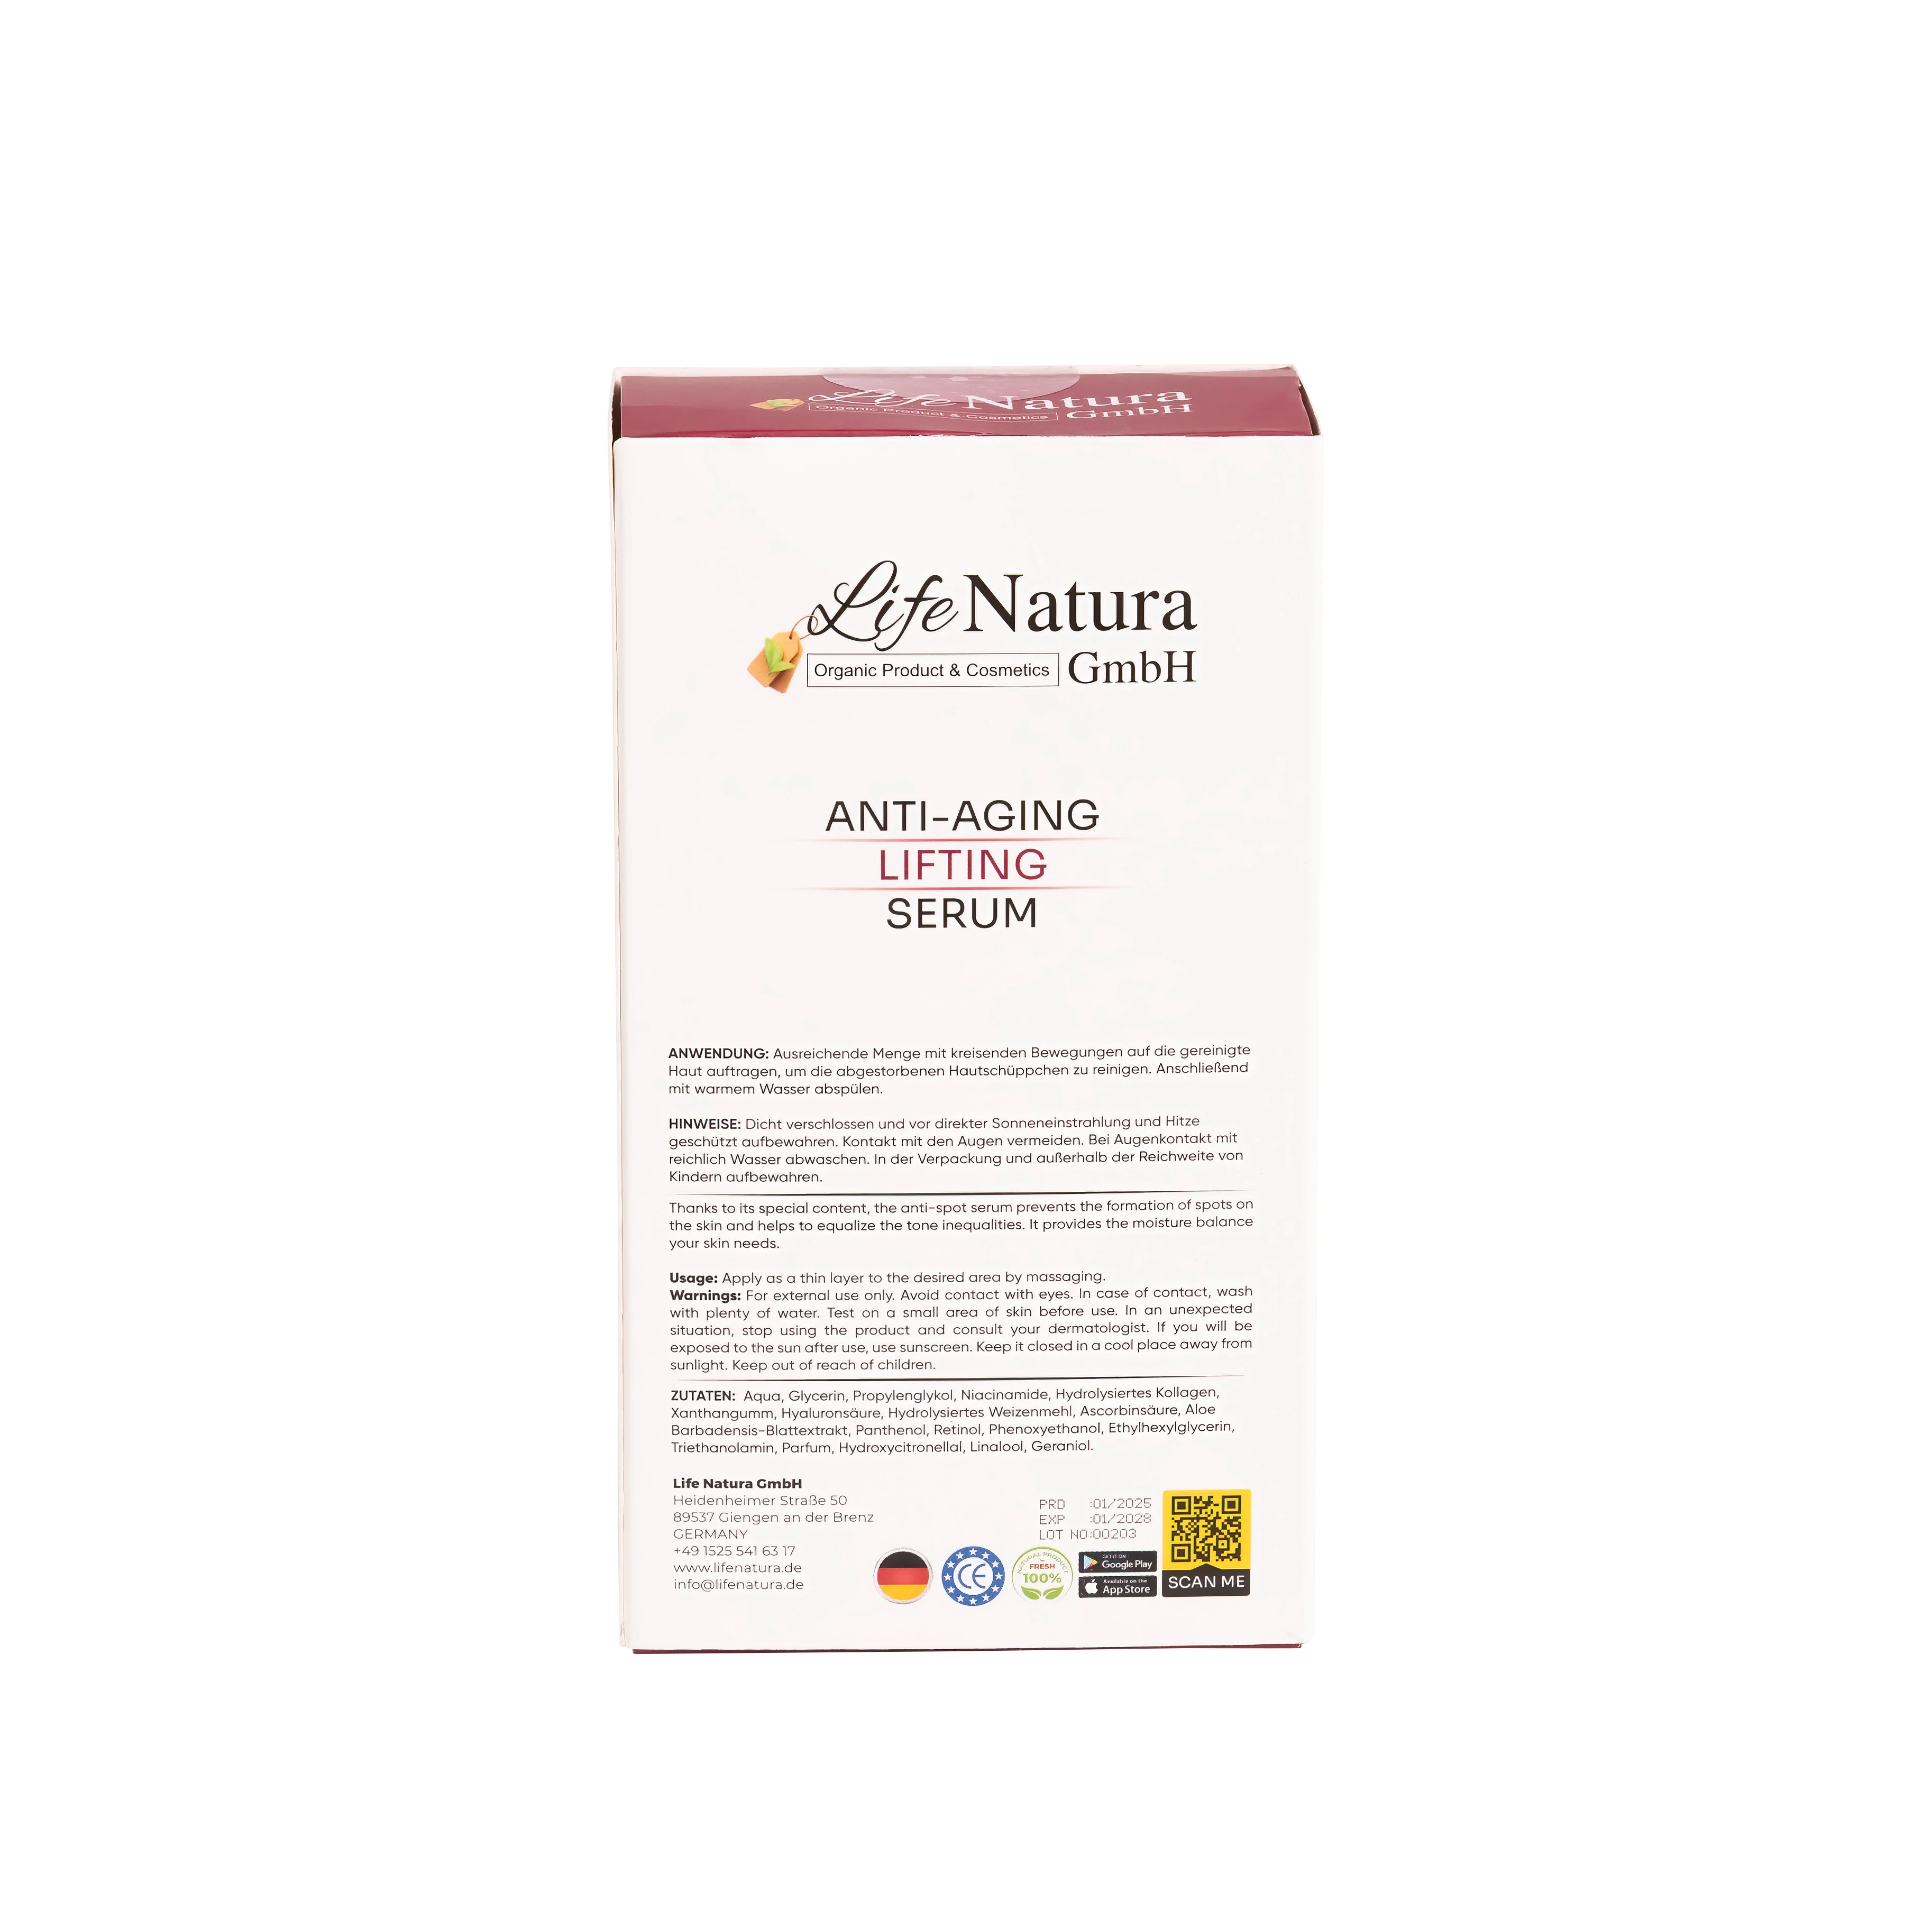 Life Natura
Organic Product & Cosmetics GmbH
Life Natura
Organic Product & Cosmetics GmbH
ANTI-AGING
LIFTING
SERUM
ANWENDUNG: Ausreichende Menge mit kreisenden Bewegungen auf die gereinigte
Haut auftragen, um die abgestorbenen Hautschüppchen zu reinigen. Anschließend
mit warmem Wasser abspülen.
HINWEISE: Dicht verschlossen und vor direkter Sonneneinstrahlung und Hitze
geschützt aufbewahren. Kontakt mit den Augen vermeiden. Bei Augenkontakt mit
reichlich Wasser abwaschen. In der Verpackung und außerhalb der Reichweite von
Kindern aufbewahren.
Thanks to its special content, the anti-spot serum prevents the formation of spots on
the skin and helps to equalize the tone inequalities. It provides the moisture balance
your skin needs.
Usage: Apply as a thin layer to the desired area by massaging.
Warnings: For external use only. Avoid contact with eyes. In case of contact, wash
with plenty of water. Test on a small area of skin before use. In an unexpected
situation, stop using the product and consult your dermatologist. If you will be
exposed to the sun after use, use sunscreen. Keep it closed in a cool place away from
sunlight. Keep out of reach of children.
ZUTATEN: Aqua, Glycerin, Propylenglykol, Niacinamide, Hydrolysiertes Kollagen,
Xanthangumm, Hyaluronsäure, Hydrolysiertes Weizenmehl, Ascorbinsäure, Aloe
Barbadensis-Blattextrakt, Panthenol, Retinol, Phenoxyethanol, Ethylhexylglycerin,
Triethanolamin, Parfum, Hydroxycitronellal, Linalool, Geraniol.
Life Natura GmbH
Heidenheimer Straße 50
89537 Giengen an der Brenz
GERMANY
+49 1525 541 63 17
www.lifenatura.de
info@lifenatura.de
PRD :01/2025
EXP :01/2028
LOT NO:00203
CE
NATURAL PRODUCT
FRESH
100%
GET IT ON
Google Play
Available on the
App Store
SCAN ME